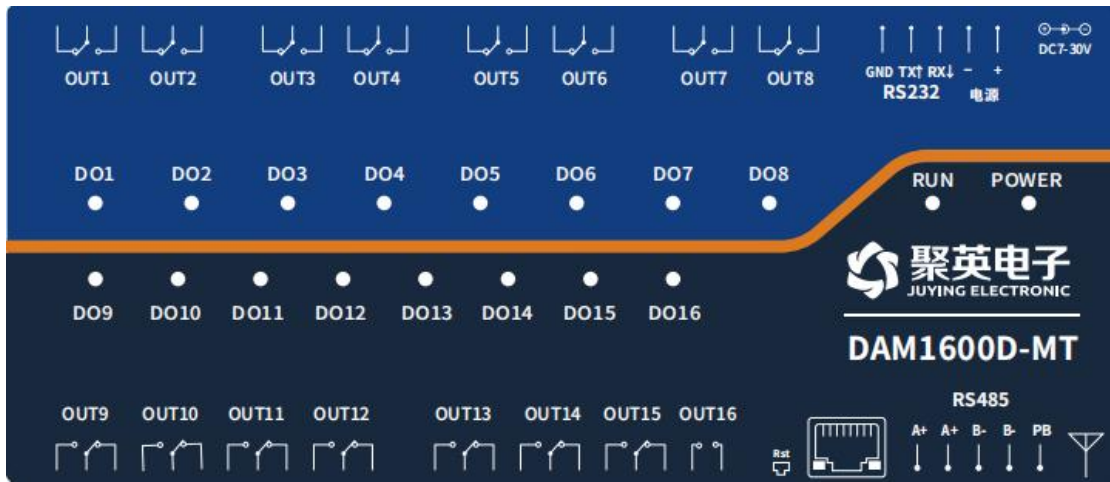 OUT1 OUT2 OUT3 OUT4 OUT5 OUT6 OUT7 OUT8
GND TX↑ RX↓ − +
RS232 电源
DC7-30V
DO1 DO2 DO3 DO4 DO5 DO6 DO7 DO8
RUN POWER
聚英电子
JUYING ELECTRONIC
DO9 DO10 DO11 DO12 DO13 DO14 DO15 DO16
DAM1600D-MT
OUT9 OUT10 OUT11 OUT12 OUT13 OUT14 OUT15 OUT16
Rst
RS485
A+ A+ B- B- PB